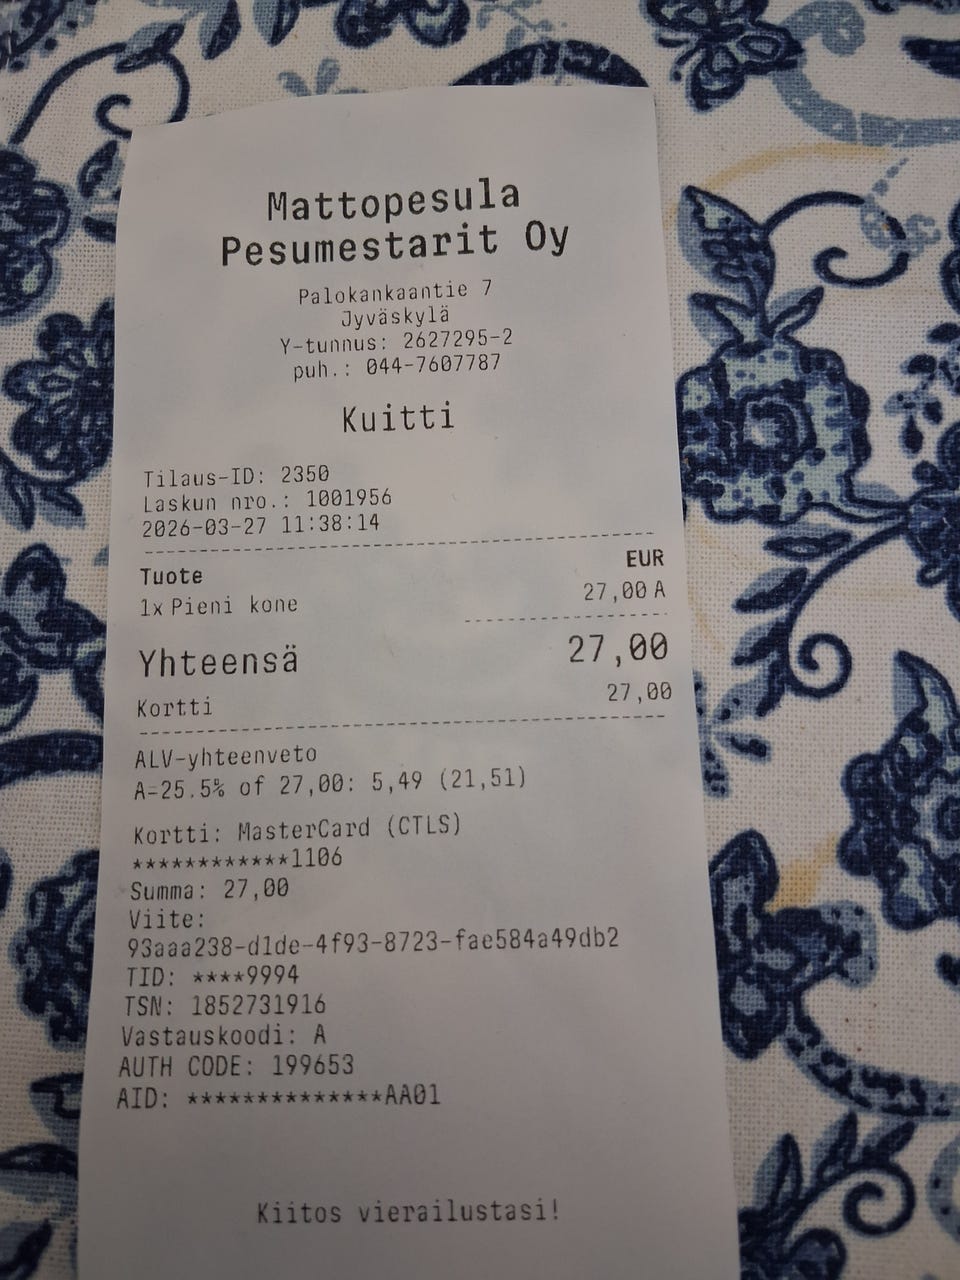 Mattopesula
Pesumestarit Oy
Palokankaantie 7
Jyväskylä
Y-tunnus: 2627295-2
puh.: 044-7607787
Kuitti
Tilaus-ID: 2350
Laskun nro.: 1001956
2026-03-27 11:38:14
Tuote EUR
1x Pieni kone 27,00 A
Yhteensä 27,00
Kortti 27,00
ALV-yhteenveto
A=25.5% of 27,00: 5,49 (21,51)
Kortti: MasterCard (CTLS)
************1106
Summa: 27,00
Viite:
93aaa238-d1de-4f93-8723-fae584a49db2
TID: ****9994
TSN: 1852731916
Vastauskoodi: A
AUTH CODE: 199653
AID: **************AA01
Kiitos vierailustasi!